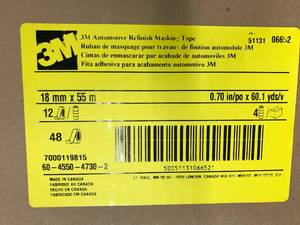 3M
3M Automotive Refinish Masking Tape
Ruban de masquage pour travaux de finition automobile 3M
Cintas de enmascarar par acabado de automoviles 3M
Fita adhesiva para acabamento automotivo 3M
51131 06652
18 mm x 55 m
0.70 in/po x 60.1 yds/v
12
4
48
7000119815
60-4550-4730-2
50051131066521
MADE IN CANADA
FABRIQUÉ AU CANADA
HECHO EN CANADA
FABRICADO EM CANADA